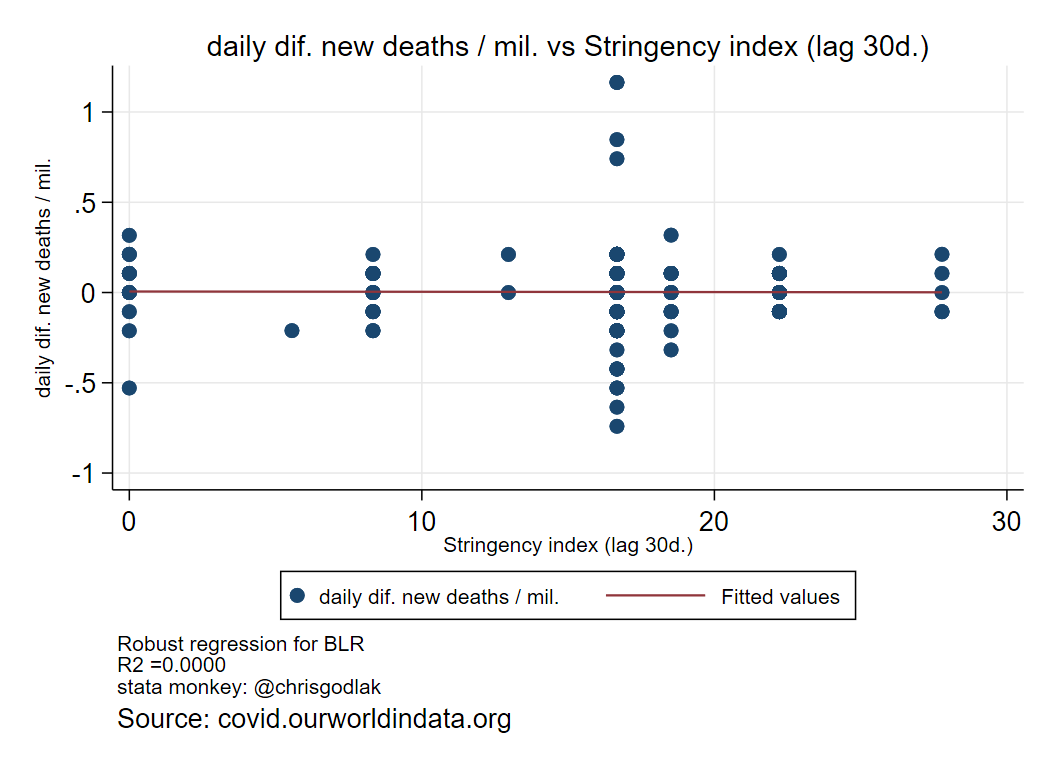 daily dif. new deaths / mil. vs Stringency index (lag 30d.)
daily dif. new deaths / mil.
1
.5
0
-.5
-1
0 10 20 30
Stringency index (lag 30d.)
daily dif. new deaths / mil. Fitted values
Robust regression for BLR
R2 =0.0000
stata monkey: @chrisgodlak
Source: covid.ourworldindata.org